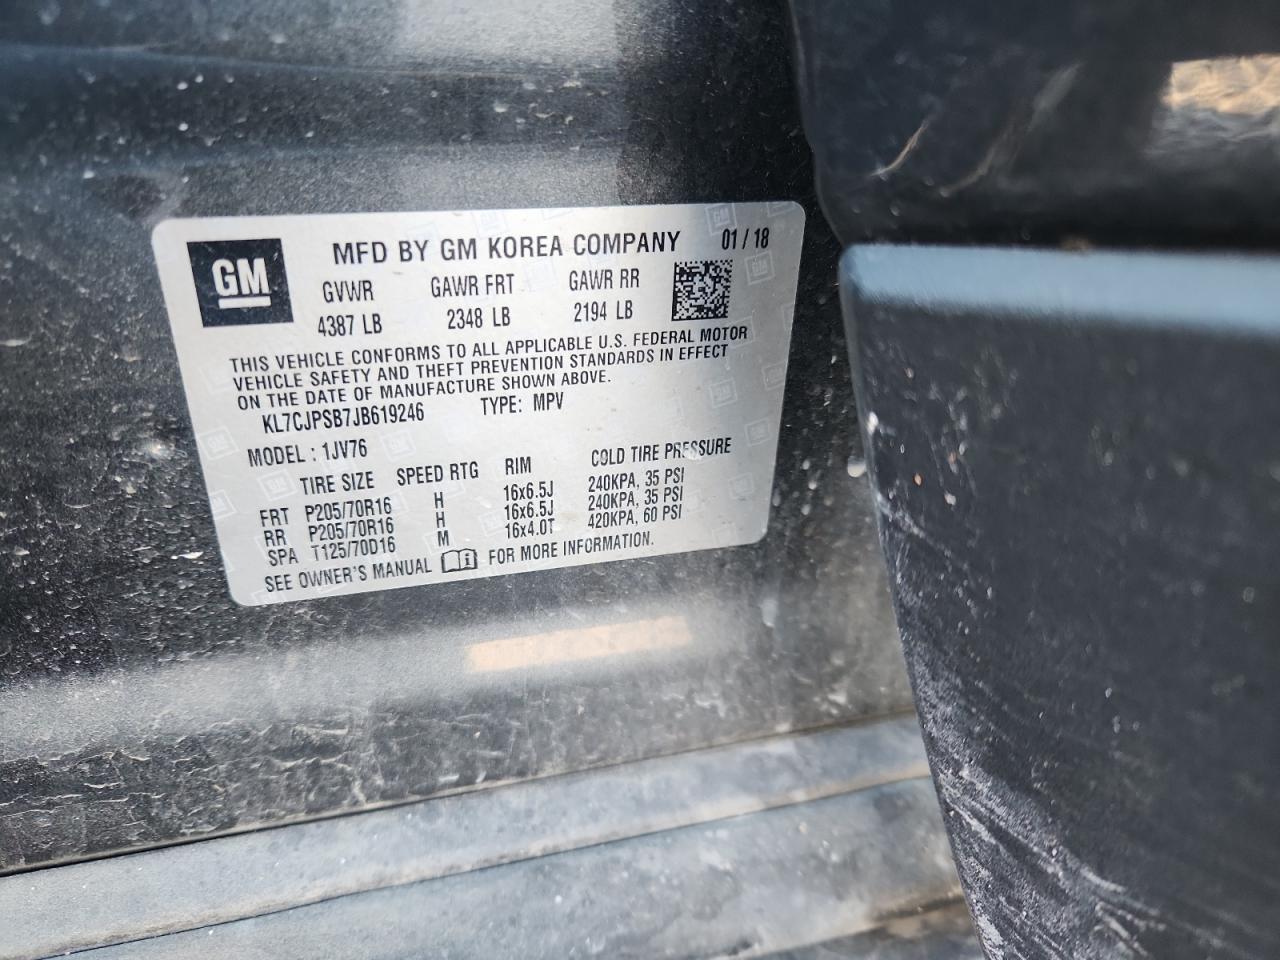 GM
MFD BY GM KOREA COMPANY 01 / 18
GVWR GAWR FRT GAWR RR
4387 LB 2348 LB 2194 LB
THIS VEHICLE CONFORMS TO ALL APPLICABLE U.S. FEDERAL MOTOR
VEHICLE SAFETY AND THEFT PREVENTION STANDARDS IN EFFECT
ON THE DATE OF MANUFACTURE SHOWN ABOVE.
KL7CJPSB7JB619246 TYPE: MPV
MODEL : 1JV76
TIRE SIZE SPEED RTG RIM COLD TIRE PRESSURE
FRT P205/70R16 H 16x6.5J 240KPA, 35 PSI
RR P205/70R16 H 16x6.5J 240KPA, 35 PSI
SPA T125/70D16 M 16x4.0T 420KPA, 60 PSI
SEE OWNER'S MANUAL FOR MORE INFORMATION.